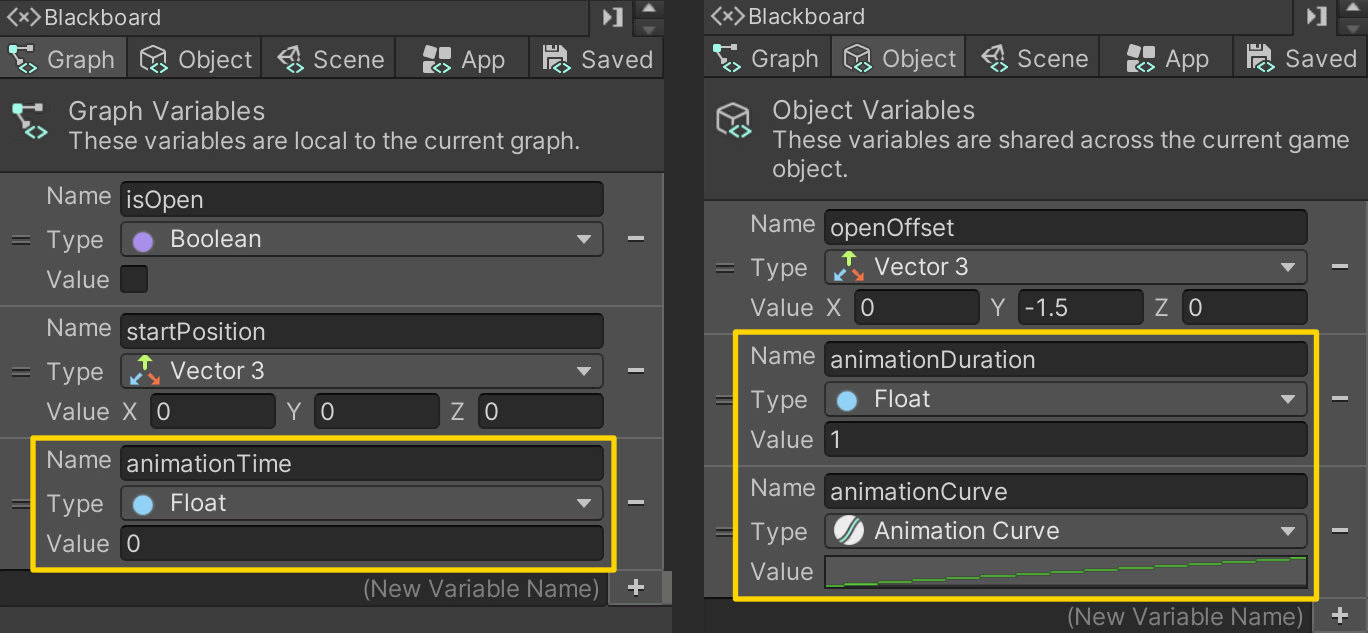 Blackboard
Graph Object Scene App Saved
Graph Variables
These variables are local to the current graph.
Name isOpen
Type Boolean
Value
Name startPosition
Type Vector 3
Value X 0 Y 0 Z 0
Name animationTime
Type Float
Value 0
(New Variable Name) +
Blackboard
Graph Object Scene App Saved
Object Variables
These variables are shared across the current game
object.
Name openOffset
Type Vector 3
Value X 0 Y -1.5 Z 0
Name animationDuration
Type Float
Value 1
Name animationCurve
Type Animation Curve
Value
(New Variable Name) +